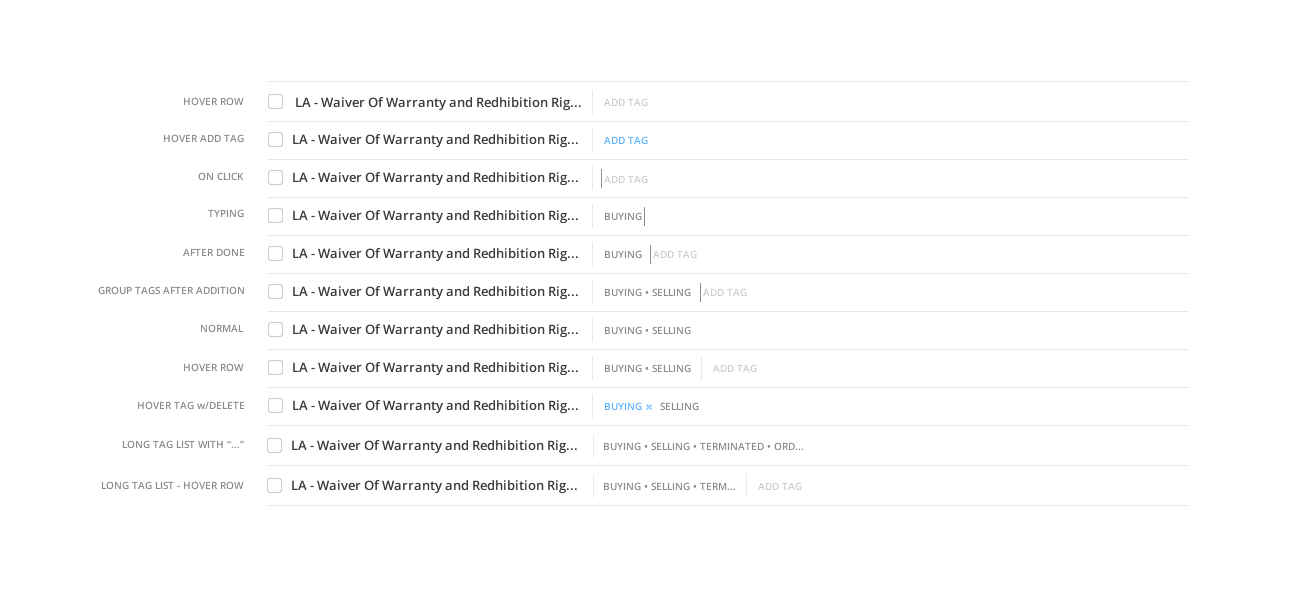 HOVER ROW LA - Waiver Of Warranty and Redhibition Rig... ADD TAG
HOVER ADD TAG LA - Waiver Of Warranty and Redhibition Rig... ADD TAG
ON CLICK LA - Waiver Of Warranty and Redhibition Rig... ADD TAG
TYPING LA - Waiver Of Warranty and Redhibition Rig... BUYING
AFTER DONE LA - Waiver Of Warranty and Redhibition Rig... BUYING ADD TAG
GROUP TAGS AFTER ADDITION LA - Waiver Of Warranty and Redhibition Rig... BUYING • SELLING ADD TAG
NORMAL LA - Waiver Of Warranty and Redhibition Rig... BUYING • SELLING
HOVER ROW LA - Waiver Of Warranty and Redhibition Rig... BUYING • SELLING ADD TAG
HOVER TAG w/DELETE LA - Waiver Of Warranty and Redhibition Rig... BUYING × SELLING
LONG TAG LIST WITH “...” LA - Waiver Of Warranty and Redhibition Rig... BUYING • SELLING • TERMINATED • ORD...
LONG TAG LIST - HOVER ROW LA - Waiver Of Warranty and Redhibition Rig... BUYING • SELLING • TERM... ADD TAG